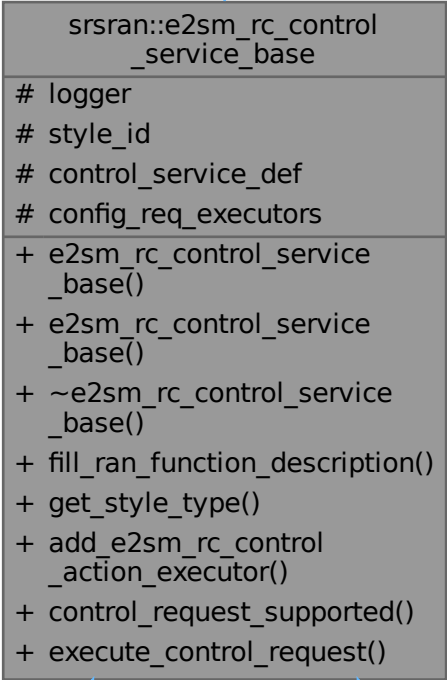 srsran::e2sm_rc_control
_service_base
# logger
# style_id
# control_service_def
# config_req_executors
+ e2sm_rc_control_service
_base()
+ e2sm_rc_control_service
_base()
+ ~e2sm_rc_control_service
_base()
+ fill_ran_function_description()
+ get_style_type()
+ add_e2sm_rc_control
_action_executor()
+ control_request_supported()
+ execute_control_request()